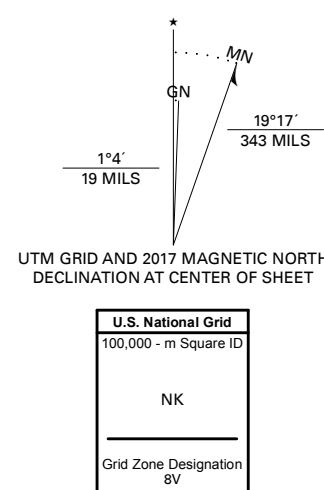 ★
MN
GN
19°17´
343 MILS
1°4´
19 MILS
UTM GRID AND 2017 MAGNETIC NORTH
DECLINATION AT CENTER OF SHEET
U.S. National Grid
100,000 - m Square ID
NK
Grid Zone Designation
8V